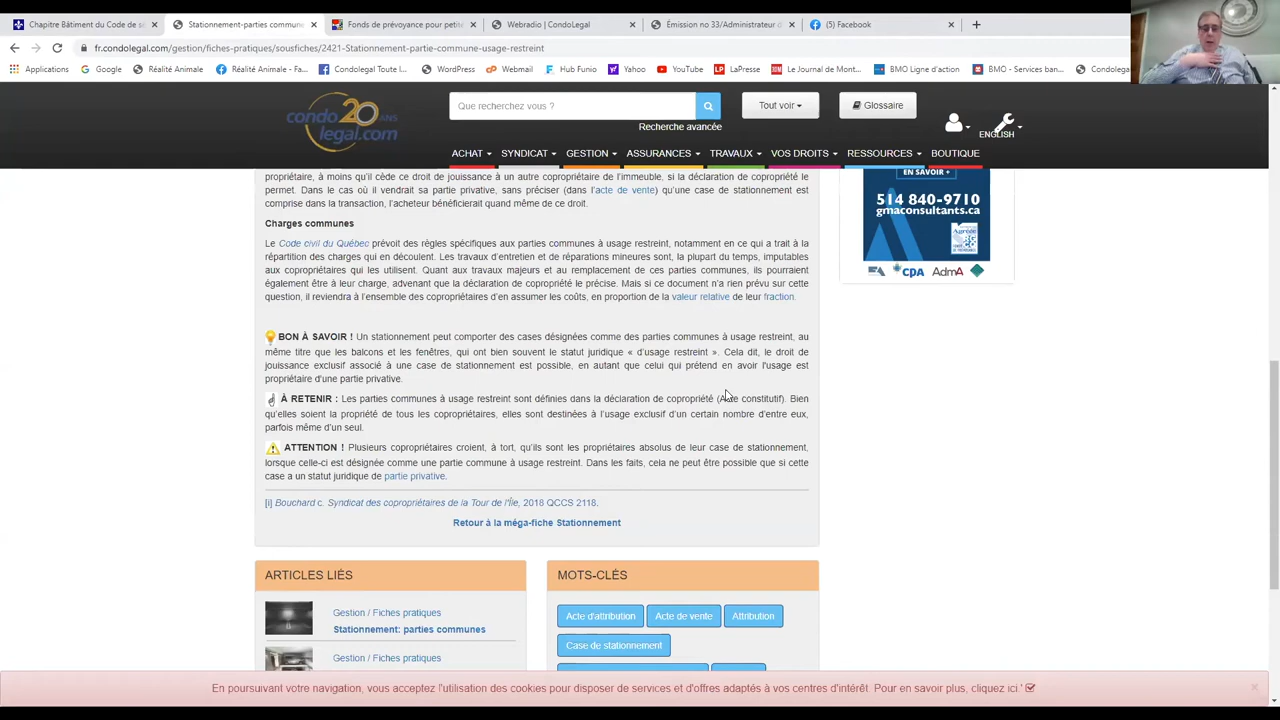 Chapitre Bâtiment du Code de sé
Stationnement-parties commune
Fonds de prévoyance pour petite
Webradio | CondoLegal
Émission no 33/Administrateur d
(5) Facebook
fr.condolegal.com/gestion/fiches-pratiques/sousfiches/2421-Stationnement-partie-commune-usage-restreint
Applications
Google
Réalité Animale
Réalité Animale - Fa...
Condolegal Toute l...
WordPress
Webmail
Hub Funio
Yahoo
YouTube
LaPresse
Le Journal de Mont...
BMO Ligne d'action
BMO - Services ban...
Condolegal
condo 20 ANS
legal.com
Que recherchez vous ?
Tout voir
Glossaire
Recherche avancée
ENGLISH
ACHAT
SYNDICAT
GESTION
ASSURANCES
TRAVAUX
VOS DROITS
RESSOURCES
BOUTIQUE
propriétaire, à moins qu'il cède ce droit de jouissance à un autre copropriétaire de l'immeuble, si la déclaration de copropriété le
permet. Dans le cas où il vendrait sa partie privative, sans préciser (dans l'acte de vente) qu'une case de stationnement est
comprise dans la transaction, l'acheteur bénéficierait quand même de ce droit.
Charges communes
Le Code civil du Québec prévoit des règles spécifiques aux parties communes à usage restreint, notamment en ce qui a trait à la
répartition des charges qui en découlent. Les travaux d'entretien et de réparations mineures sont, la plupart du temps, imputables
aux copropriétaires qui les utilisent. Quant aux travaux majeurs et au remplacement de ces parties communes, ils pourraient
également être à leur charge, advenant que la déclaration de copropriété le précise. Mais si ce document n'a rien prévu sur cette
question, il reviendra à l'ensemble des copropriétaires d'en assumer les coûts, en proportion de la valeur relative de leur fraction.
BON À SAVOIR ! Un stationnement peut comporter des cases désignées comme des parties communes à usage restreint, au
même titre que les balcons et les fenêtres, qui ont bien souvent le statut juridique « d'usage restreint ». Cela dit, le droit de
jouissance exclusif associé à une case de stationnement est possible, en autant que celui qui prétend en avoir l'usage est
propriétaire d'une partie privative.
À RETENIR : Les parties communes à usage restreint sont définies dans la déclaration de copropriété (Acte constitutif). Bien
qu'elles soient la propriété de tous les copropriétaires, elles sont destinées à l'usage exclusif d'un certain nombre d'entre eux,
parfois même d'un seul.
ATTENTION ! Plusieurs copropriétaires croient, à tort, qu'ils sont les propriétaires absolus de leur case de stationnement,
lorsque celle-ci est désignée comme une partie commune à usage restreint. Dans les faits, cela ne peut être possible que si cette
case a un statut juridique de partie privative.
[i] Bouchard c. Syndicat des copropriétaires de la Tour de l'Île, 2018 QCCS 2118.
Retour à la méga-fiche Stationnement
EN SAVOIR +
514 840-9710
gmaconsultants.ca
CPA
AdmA
ARTICLES LIÉS
Gestion / Fiches pratiques
Stationnement: parties communes
Gestion / Fiches pratiques
MOTS-CLÉS
Acte d'attribution
Acte de vente
Attribution
Case de stationnement
En poursuivant votre navigation, vous acceptez l'utilisation des cookies pour disposer de services et d'offres adaptés à vos centres d'intérêt. Pour en savoir plus, cliquez ici.'